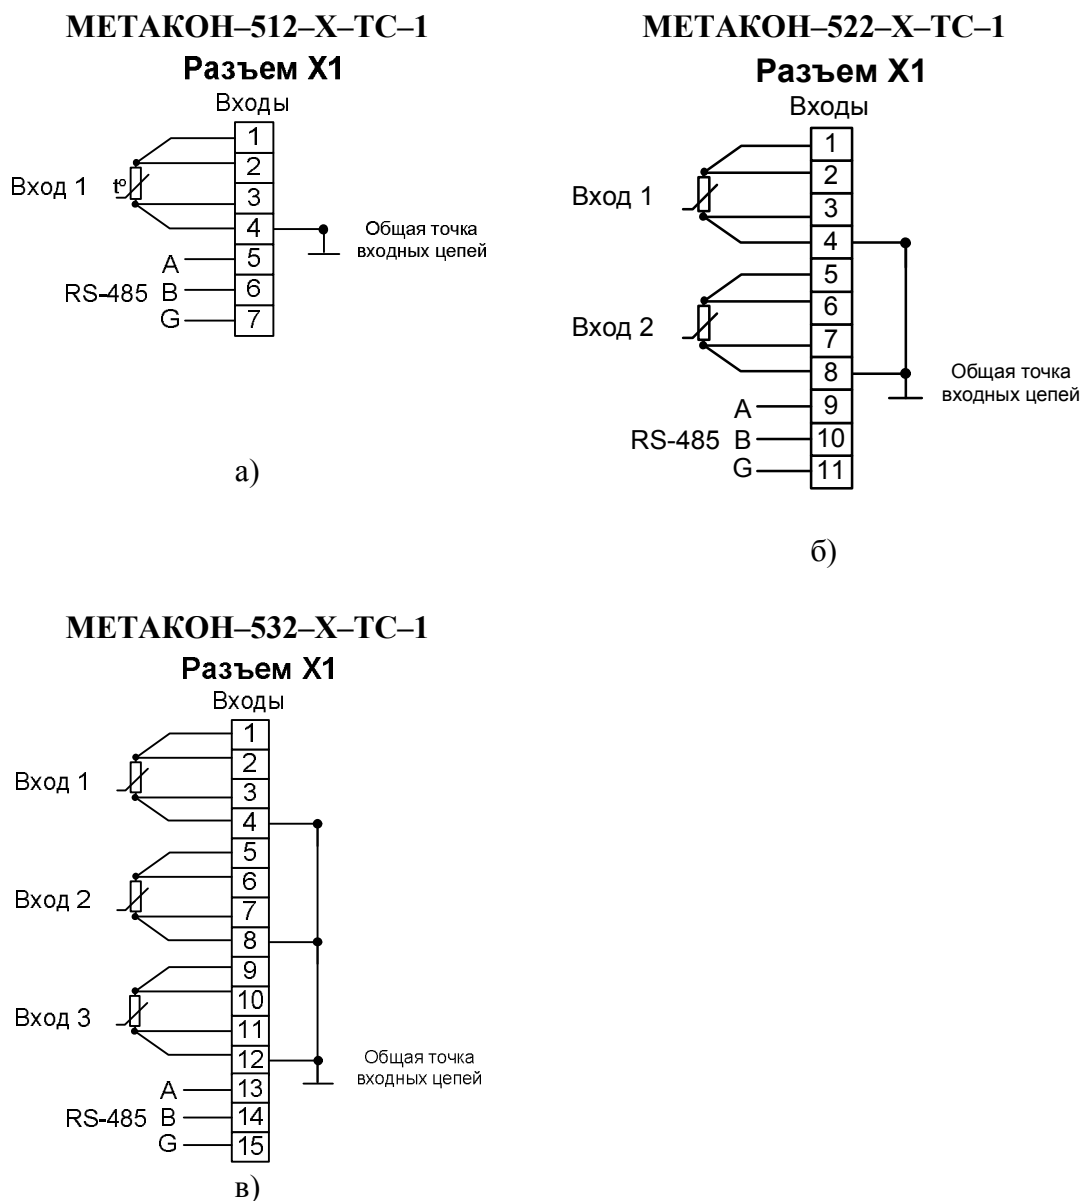 МЕТАКОН–512–Х–ТС–1
Разъем X1
Входы
1
2
Вход 1
t°
3
4
Общая точка
входных цепей
A
5
RS-485
B
6
G
7
а)
МЕТАКОН–522–Х–ТС–1
Разъем X1
Входы
1
2
Вход 1
3
4
5
6
Вход 2
7
8
Общая точка
входных цепей
A
9
RS-485
B
10
G
11
б)
МЕТАКОН–532–Х–ТС–1
Разъем X1
Входы
1
2
Вход 1
3
4
5
6
Вход 2
7
8
9
10
Вход 3
11
12
Общая точка
входных цепей
A
13
RS-485
B
14
G
15
в)